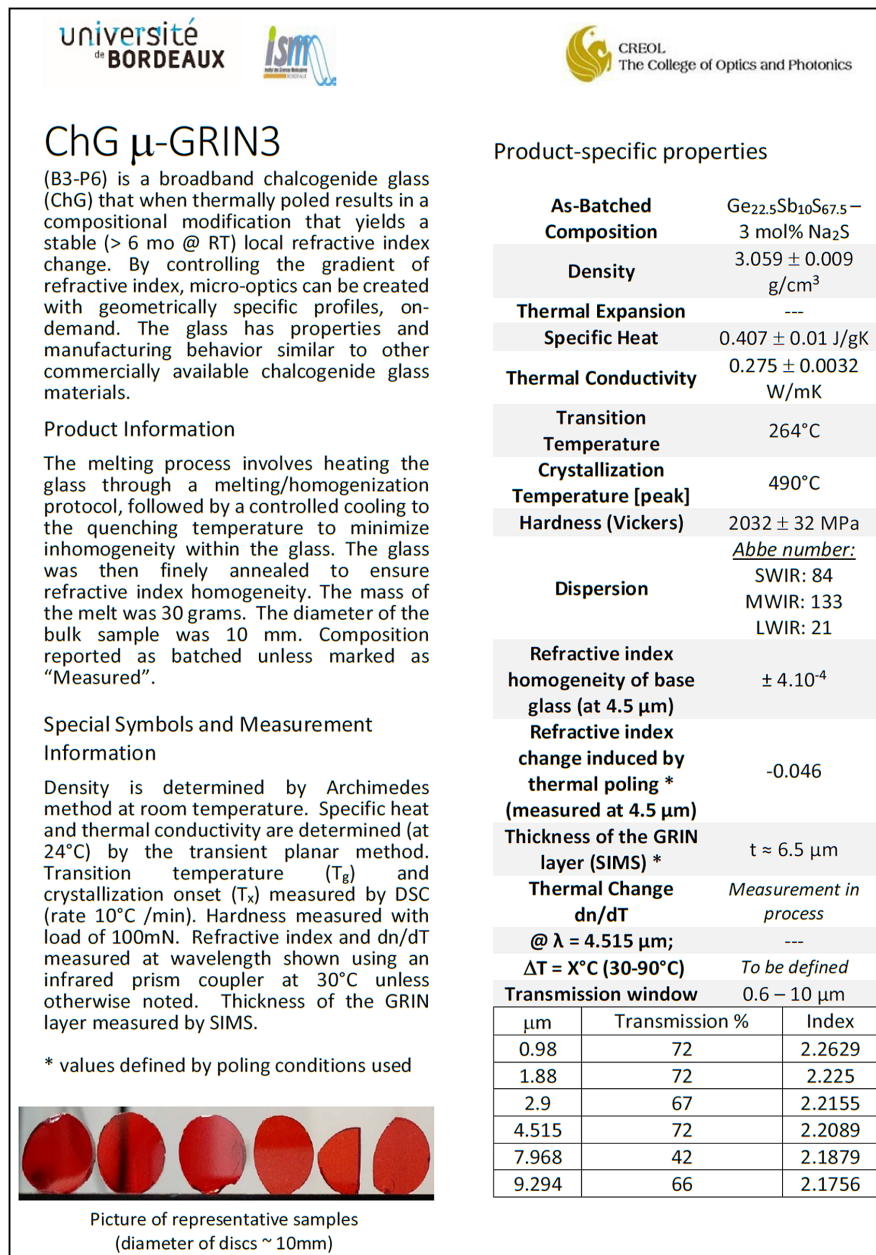 université
de BORDEAUX
ism
Institut des Sciences Moléculaires
BORDEAUX
CREOL
The College of Optics and Photonics
ChG μ-GRIN3
(B3-P6) is a broadband chalcogenide glass
(ChG) that when thermally poled results in a
compositional modification that yields a
stable (> 6 mo @ RT) local refractive index
change. By controlling the gradient of
refractive index, micro-optics can be created
with geometrically specific profiles, on-
demand. The glass has properties and
manufacturing behavior similar to other
commercially available chalcogenide glass
materials.
Product Information
The melting process involves heating the
glass through a melting/homogenization
protocol, followed by a controlled cooling to
the quenching temperature to minimize
inhomogeneity within the glass. The glass
was then finely annealed to ensure
refractive index homogeneity. The mass of
the melt was 30 grams. The diameter of the
bulk sample was 10 mm. Composition
reported as batched unless marked as
“Measured”.
Special Symbols and Measurement
Information
Density is determined by Archimedes
method at room temperature. Specific heat
and thermal conductivity are determined (at
24°C) by the transient planar method.
Transition temperature (Tg) and
crystallization onset (Tx) measured by DSC
(rate 10°C /min). Hardness measured with
load of 100mN. Refractive index and dn/dT
measured at wavelength shown using an
infrared prism coupler at 30°C unless
otherwise noted. Thickness of the GRIN
layer measured by SIMS.
* values defined by poling conditions used
Picture of representative samples
(diameter of discs ~ 10mm)
Product-specific properties
As-Batched Ge22.5Sb10S67.5 –
Composition 3 mol% Na2S
Density 3.059 ± 0.009
g/cm³
Thermal Expansion ---
Specific Heat 0.407 ± 0.01 J/gK
Thermal Conductivity 0.275 ± 0.0032
W/mK
Transition
Temperature 264°C
Crystallization
Temperature [peak] 490°C
Hardness (Vickers) 2032 ± 32 MPa
Dispersion Abbe number:
SWIR: 84
MWIR: 133
LWIR: 21
Refractive index
homogeneity of base ± 4.10⁻⁴
glass (at 4.5 μm)
Refractive index
change induced by
thermal poling * -0.046
(measured at 4.5 μm)
Thickness of the GRIN
layer (SIMS) * t ≈ 6.5 μm
Thermal Change Measurement in
dn/dT process
@ λ = 4.515 μm; ---
ΔT = X°C (30-90°C) To be defined
Transmission window 0.6 – 10 μm
μm Transmission % Index
0.98 72 2.2629
1.88 72 2.225
2.9 67 2.2155
4.515 72 2.2089
7.968 42 2.1879
9.294 66 2.1756